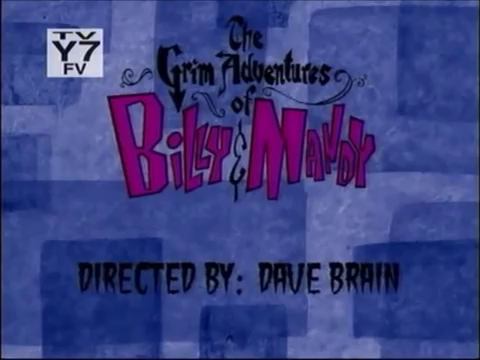 TV
Y7
FV
The
Grim Adventures
of
Billy & Mandy
DIRECTED BY: DAVE BRAIN